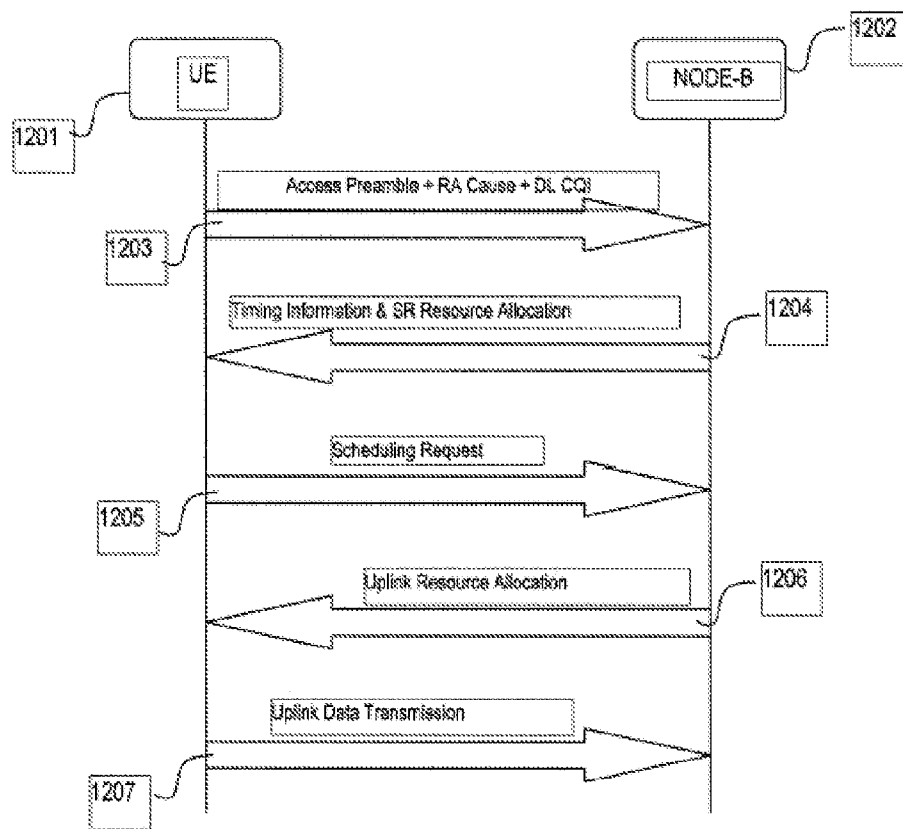 1202
UE
NODE-B
1201
Access Preamble + RA Cause + DL CQI
1203
Timing Information & SR Resource Allocation
1204
Scheduling Request
1205
Uplink Resource Allocation
1206
Uplink Data Transmission
1207